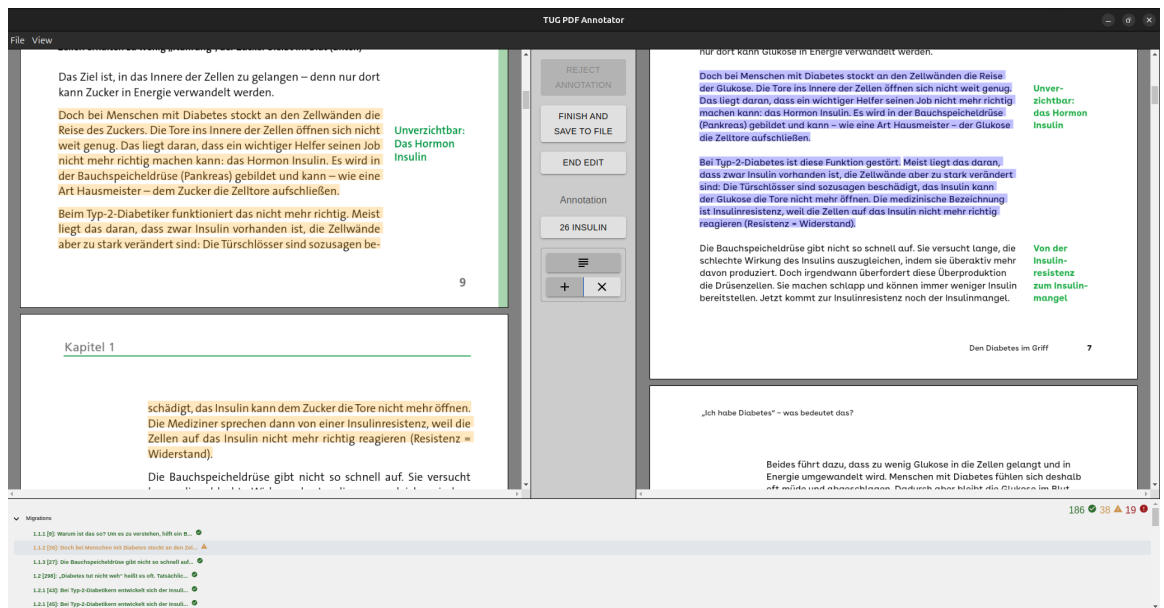 TUG PDF Annotator
File View
Das Ziel ist, in das Innere der Zellen zu gelangen – denn nur dort
kann Zucker in Energie verwandelt werden.
Doch bei Menschen mit Diabetes stockt an den Zellwänden die
Reise des Zuckers. Die Tore ins Innere der Zellen öffnen sich nicht
weit genug. Das liegt daran, dass ein wichtiger Helfer seinen Job
nicht mehr richtig machen kann: das Hormon Insulin. Es wird in
der Bauchspeicheldrüse (Pankreas) gebildet und kann – wie eine
Art Hausmeister – dem Zucker die Zelltore aufschließen.
Unverzichtbar:
Das Hormon
Insulin
Beim Typ-2-Diabetiker funktioniert das nicht mehr richtig. Meist
liegt das daran, dass zwar Insulin vorhanden ist, die Zellwände
aber zu stark verändert sind: Die Türschlösser sind sozusagen be-
9
Kapitel 1
schädigt, das Insulin kann dem Zucker die Tore nicht mehr öffnen.
Die Mediziner sprechen dann von einer Insulinresistenz, weil die
Zellen auf das Insulin nicht mehr richtig reagieren (Resistenz =
Widerstand).
Die Bauchspeicheldrüse gibt nicht so schnell auf. Sie versucht
REJECT
ANNOTATION
FINISH AND
SAVE TO FILE
END EDIT
Annotation
26 INSULIN
nur dort kann Glukose in Energie verwandelt werden.
Doch bei Menschen mit Diabetes stockt an den Zellwänden die Reise
der Glukose. Die Tore ins Innere der Zellen öffnen sich nicht weit genug.
Das liegt daran, dass ein wichtiger Helfer seinen Job nicht mehr richtig
machen kann: das Hormon Insulin. Es wird in der Bauchspeicheldrüse
(Pankreas) gebildet und kann – wie eine Art Hausmeister – der Glukose
die Zelltore aufschließen.
Unver-
zichtbar:
das Hormon
Insulin
Bei Typ-2-Diabetes ist diese Funktion gestört. Meist liegt das daran,
dass zwar Insulin vorhanden ist, die Zellwände aber zu stark verändert
sind: Die Türschlösser sind sozusagen beschädigt, das Insulin kann
der Glukose die Tore nicht mehr öffnen. Die medizinische Bezeichnung
ist Insulinresistenz, weil die Zellen auf das Insulin nicht mehr richtig
reagieren (Resistenz = Widerstand).
Die Bauchspeicheldrüse gibt nicht so schnell auf. Sie versucht lange, die
schlechte Wirkung des Insulins auszugleichen, indem sie überaktiv mehr
davon produziert. Doch irgendwann überfordert diese Überproduktion
die Drüsenzellen. Sie machen schlapp und können immer weniger Insulin
bereitstellen. Jetzt kommt zur Insulinresistenz noch der Insulinmangel.
Von der
Insulin-
resistenz
zum Insulin-
mangel
Den Diabetes im Griff 7
„Ich habe Diabetes“ – was bedeutet das?
Beides führt dazu, dass zu wenig Glukose in die Zellen gelangt und in
Energie umgewandelt wird. Menschen mit Diabetes fühlen sich deshalb
oft müde und abgeschlagen. Dadurch aber bleibt die Glukose im Blut
186 38 19
Migrations
1.1.1 [9]: Warum ist das so? Um es zu verstehen, hilft ein B...
1.1.2 [26]: Doch bei Menschen mit Diabetes stockt an den Zel...
1.1.3 [27]: Die Bauchspeicheldrüse gibt nicht so schnell auf...
1.2 [298]: „Diabetes tut nicht weh“ heißt es oft. Tatsächlic...
1.2.1 [43]: Bei Typ-2-Diabetikern entwickelt sich der Insuli...
1.2.1 [45]: Bei Typ-2-Diabetikern entwickelt sich der Insuli...